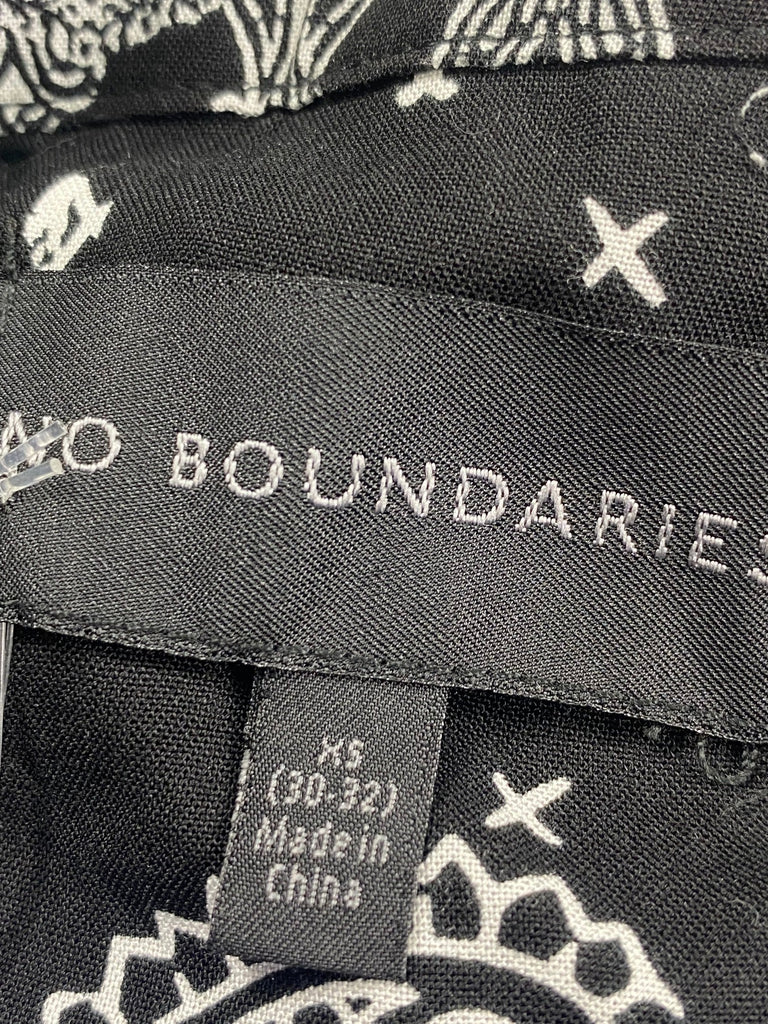 NO BOUNDARIES
XS
(30-32)
Made in
China